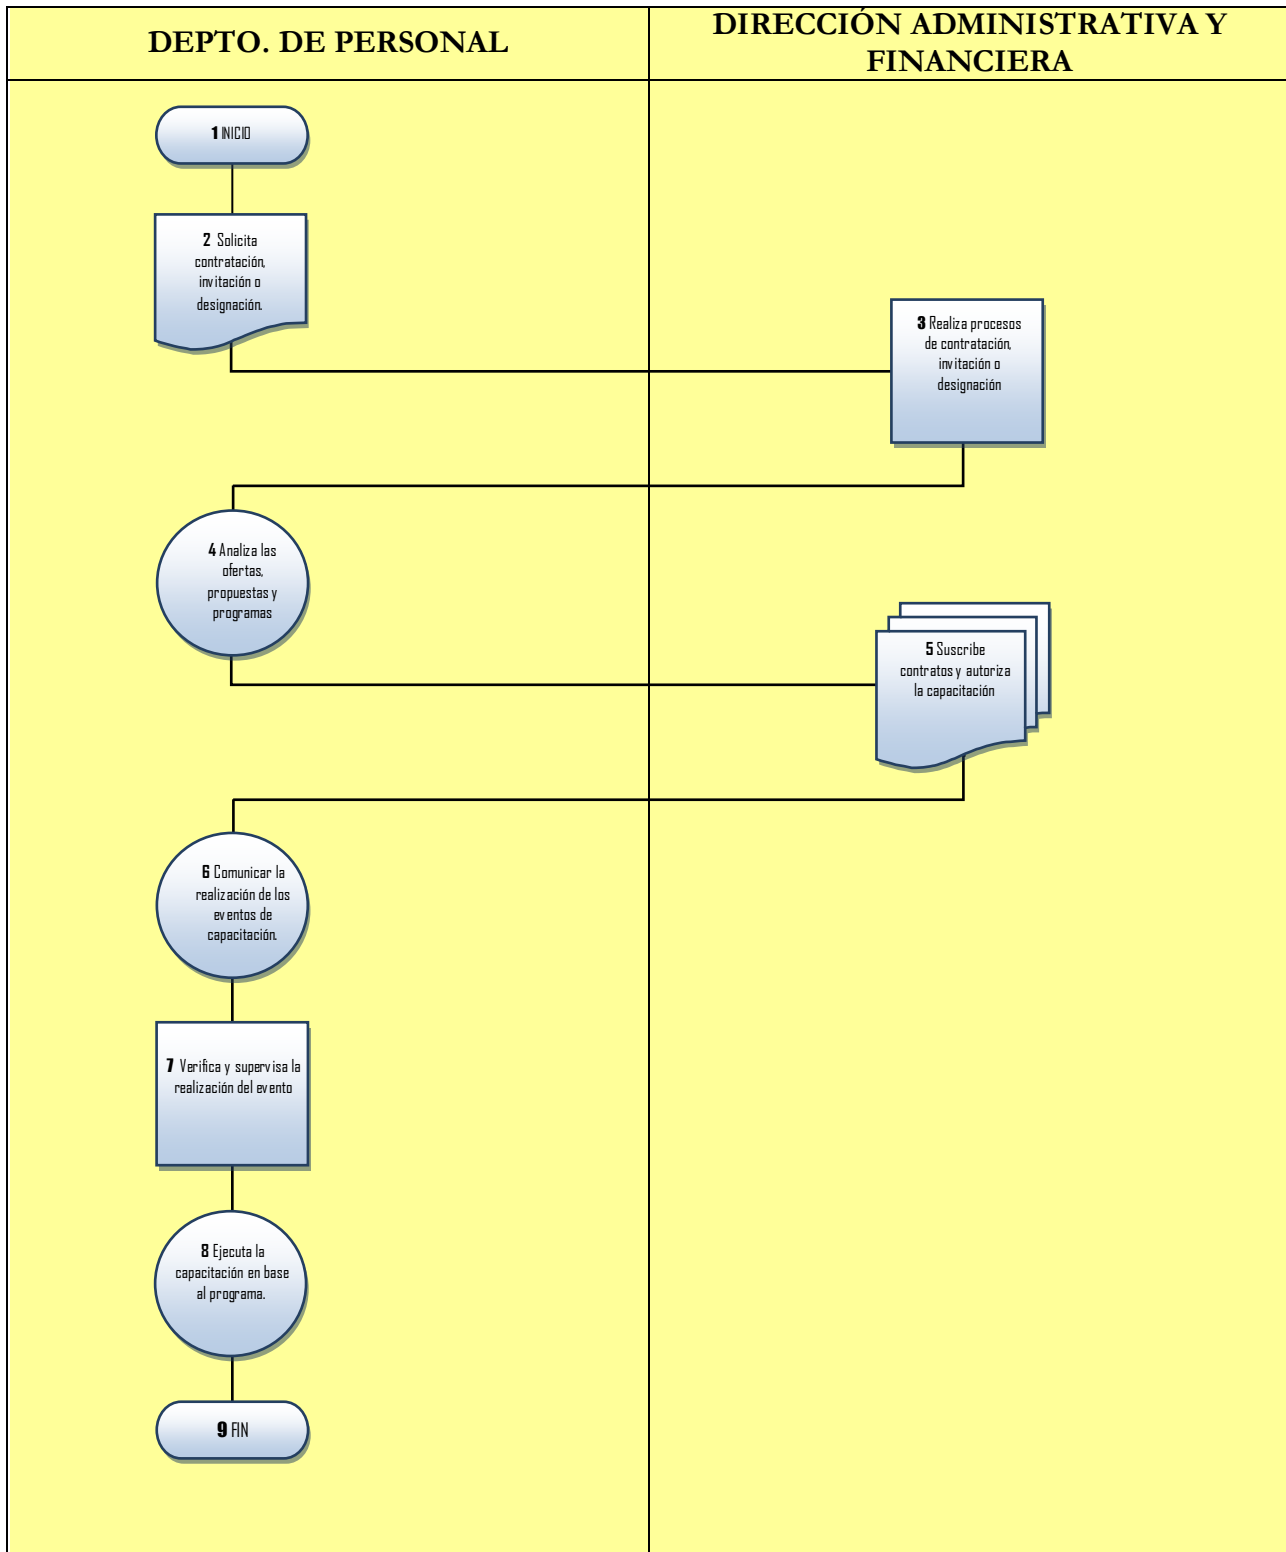 DEPTO. DE PERSONAL
DIRECCIÓN ADMINISTRATIVA Y
FINANCIERA
1 INICIO
2 Solicita
contratación,
invitación o
designación.
3 Realiza procesos
de contratación,
invitación o
designación
4 Analiza las
ofertas,
propuestas y
programas
5 Suscribe
contratos y autoriza
la capacitación
6 Comunicar la
realización de los
eventos de
capacitación.
7 Verifica y supervisa la
realización del evento
8 Ejecuta la
capacitación en base
al programa.
9 FIN